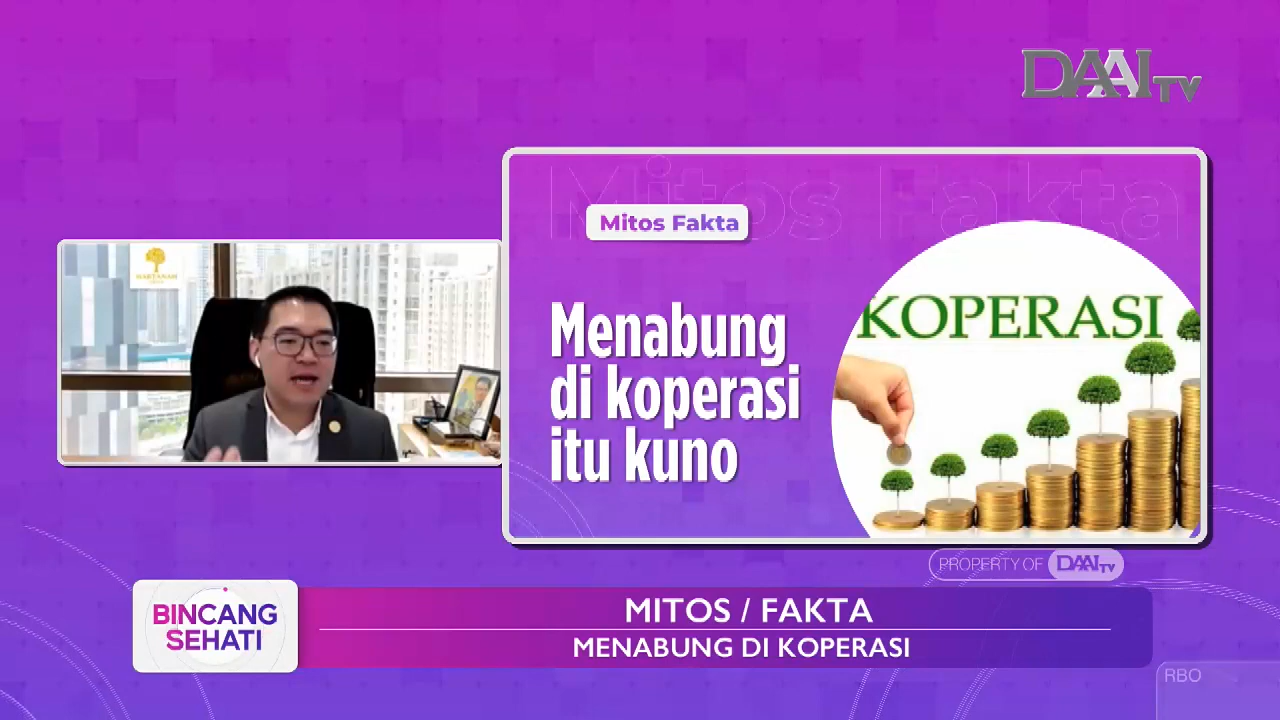 DAAI TV
Mitos Fakta
Mitos Fakta
KOPERASI
Menabung
di koperasi
itu kuno
PROPERTY OF DAAI TV
BINCANG
SEHATI
MITOS / FAKTA
MENABUNG DI KOPERASI
RBO